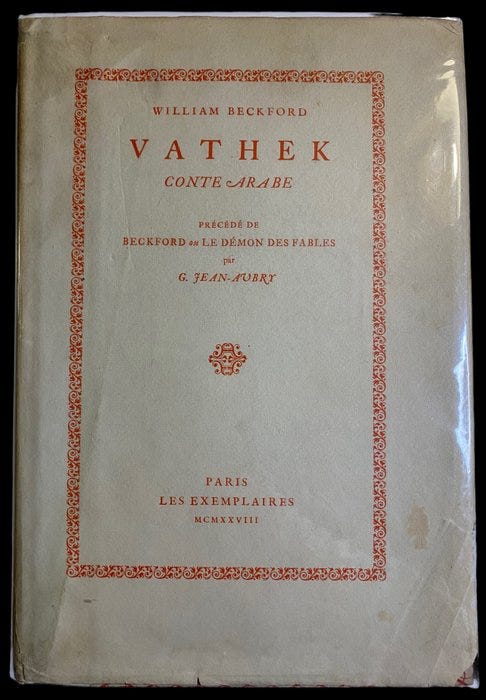 WILLIAM BECKFORD
VATHEK
CONTE ARABE
PRÉCÉDÉ DE
BECKFORD ou LE DÉMON DES FABLES
par
G. JEAN-AUBRY
PARIS
LES EXEMPLAIRES
MCMXXVIII